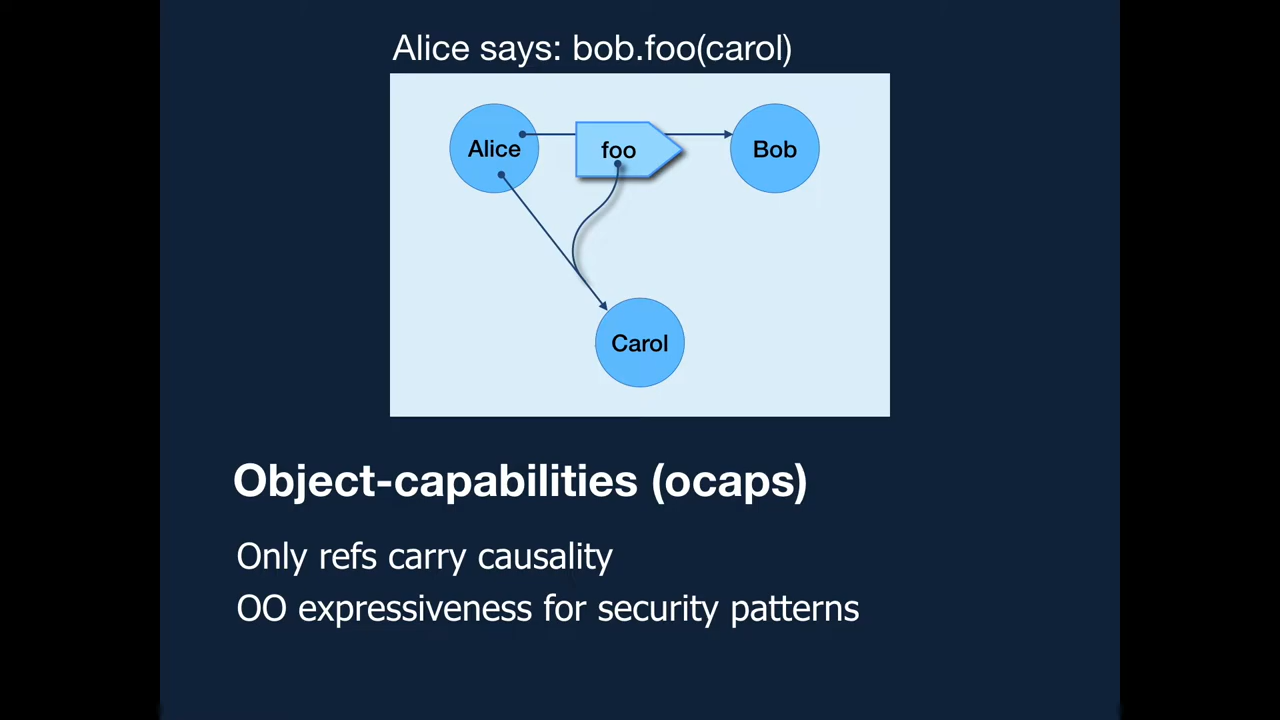 Alice says: bob.foo(carol)
Alice
foo
Bob
Carol
Object-capabilities (ocaps)
Only refs carry causality
OO expressiveness for security patterns